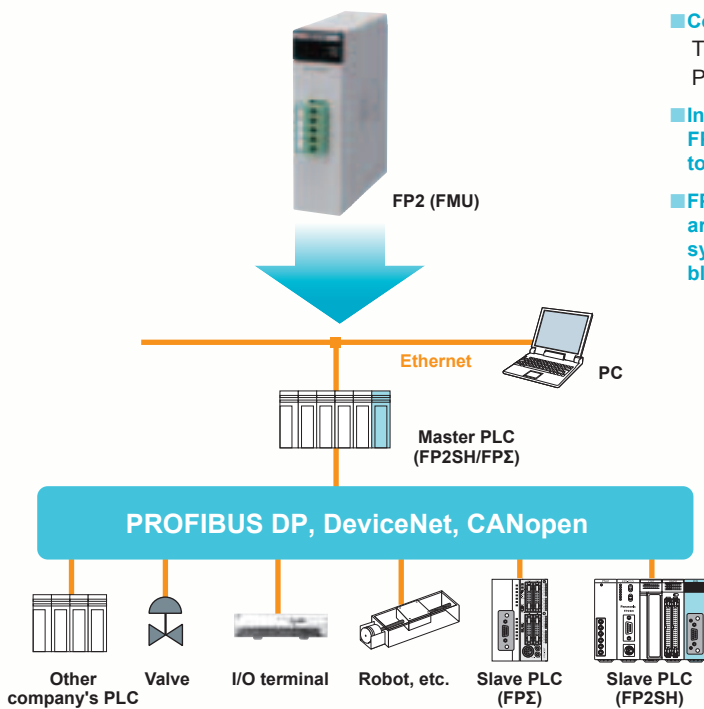 FP2 (FMU)
Ethernet
PC
Master PLC
(FP2SH/FPΣ)
PROFIBUS DP, DeviceNet, CANopen
Other
company's PLC
Valve
I/O terminal
Robot, etc.
Slave PLC
(FPΣ)
Slave PLC
(FP2SH)